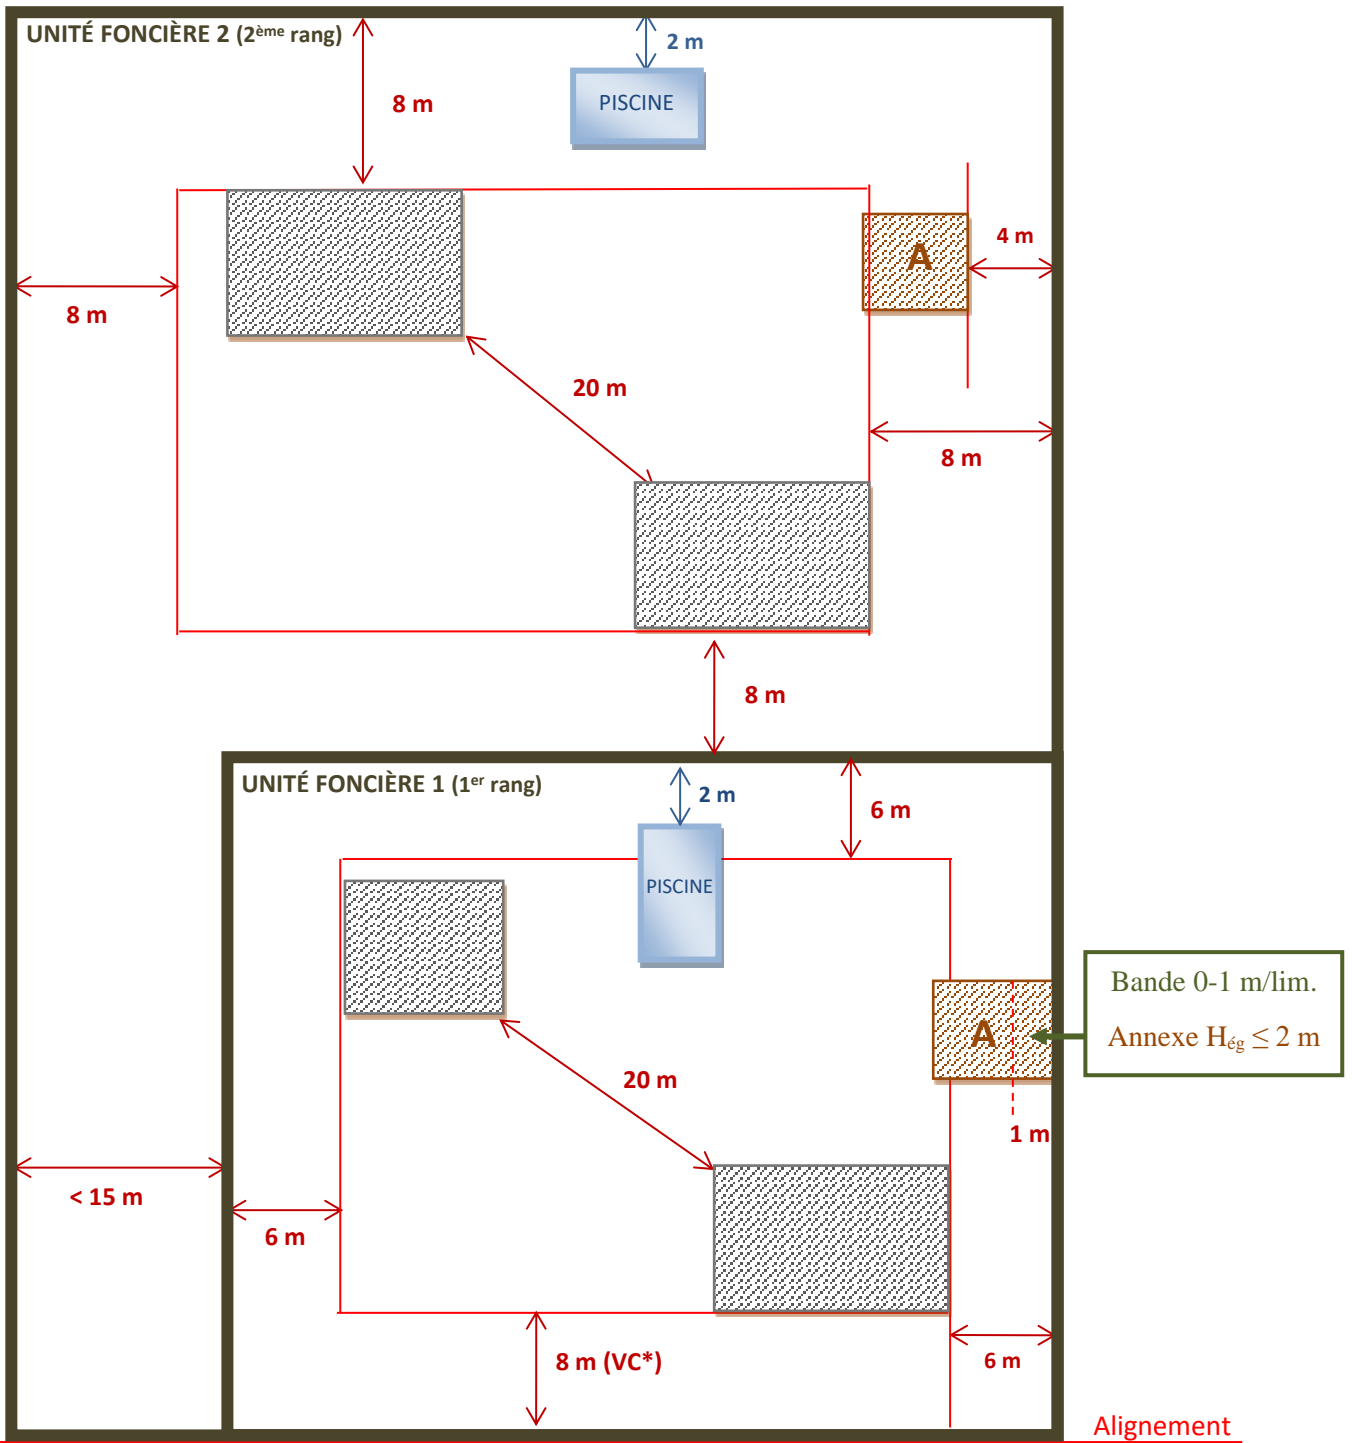 UNITÉ FONCIÈRE 2 (2ème rang)
2 m
PISCINE
8 m
A
4 m
8 m
20 m
8 m
8 m
UNITÉ FONCIÈRE 1 (1er rang)
2 m
6 m
PISCINE
Bande 0-1 m/lim.
Annexe Hég ≤ 2 m
A
20 m
1 m
< 15 m
6 m
8 m (VC*)
6 m
Alignement